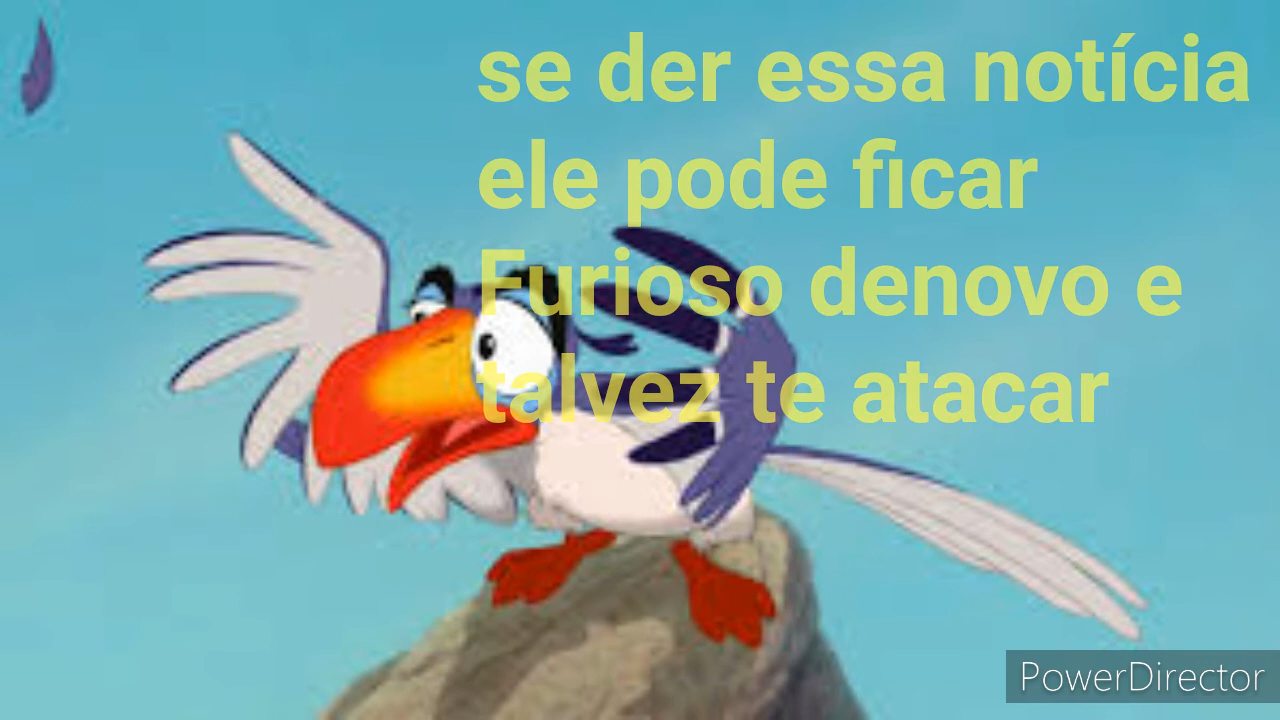 se der essa notícia
ele pode ficar
Furioso denovo e
talvez te atacar
PowerDirector